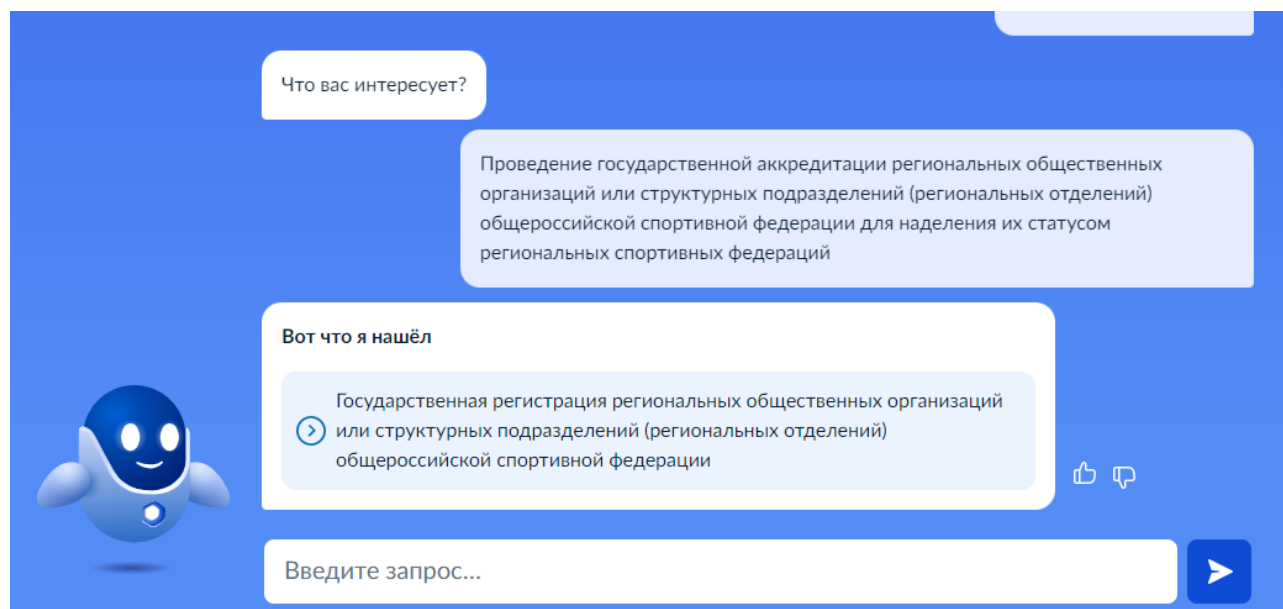 Что вас интересует?
Проведение государственной аккредитации региональных общественных
организаций или структурных подразделений (региональных отделений)
общероссийской спортивной федерации для наделения их статусом
региональных спортивных федераций
Вот что я нашёл
Государственная регистрация региональных общественных организаций
или структурных подразделений (региональных отделений)
общероссийской спортивной федерации
Введите запрос...